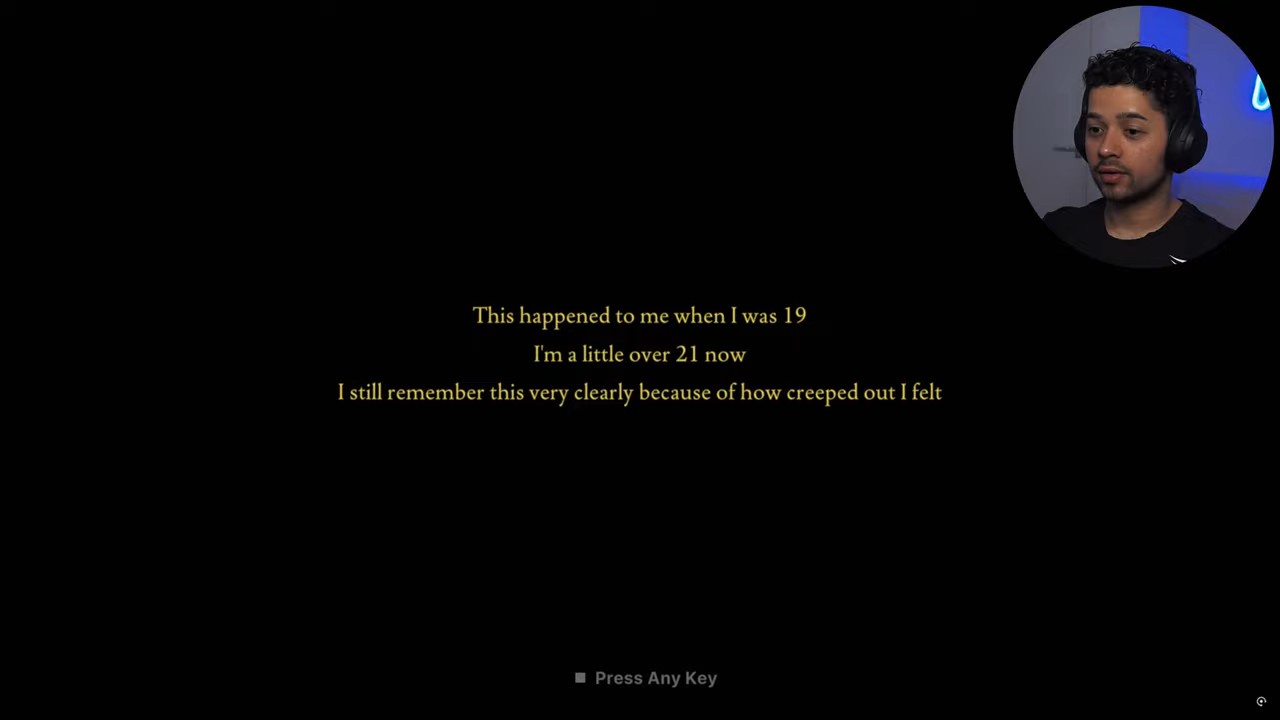 This happened to me when I was 19
I'm a little over 21 now
I still remember this very clearly because of how creeped out I felt
Press Any Key